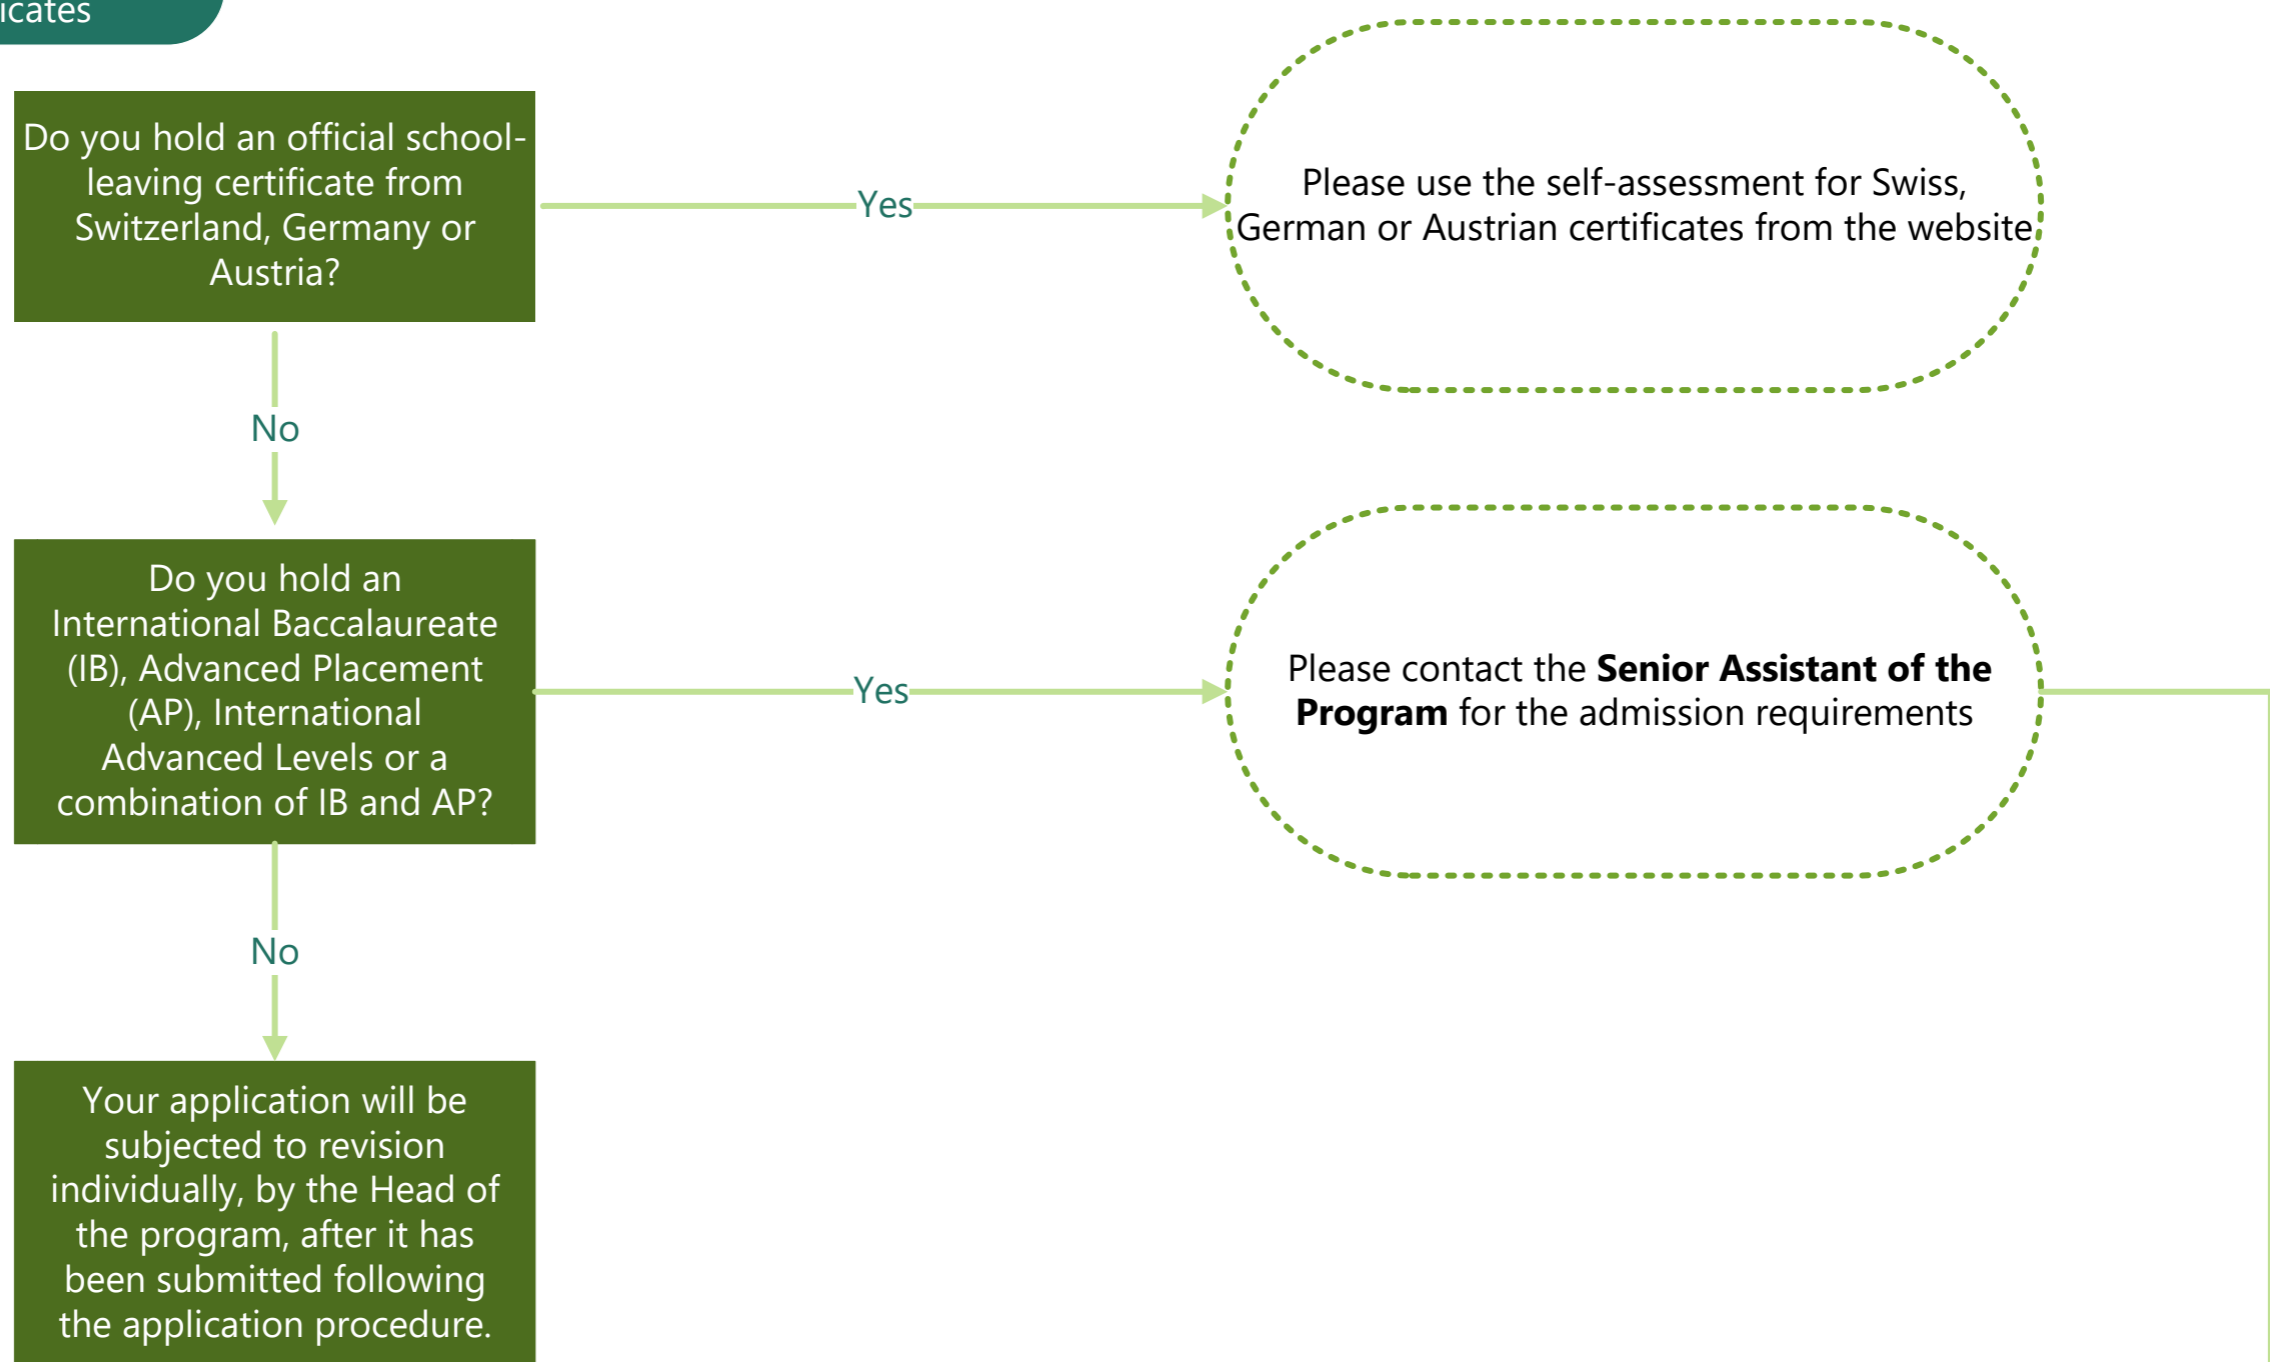 Do you hold an official school-
leaving certificate from
Switzerland, Germany or
Austria?
Yes
Please use the self-assessment for Swiss,
German or Austrian certificates from the website
No
Do you hold an
International Baccalaureate
(IB), Advanced Placement
(AP), International
Advanced Levels or a
combination of IB and AP?
Yes
Please contact the Senior Assistant of the
Program for the admission requirements
No
Your application will be
subjected to revision
individually, by the Head of
the program, after it has
been submitted following
the application procedure.